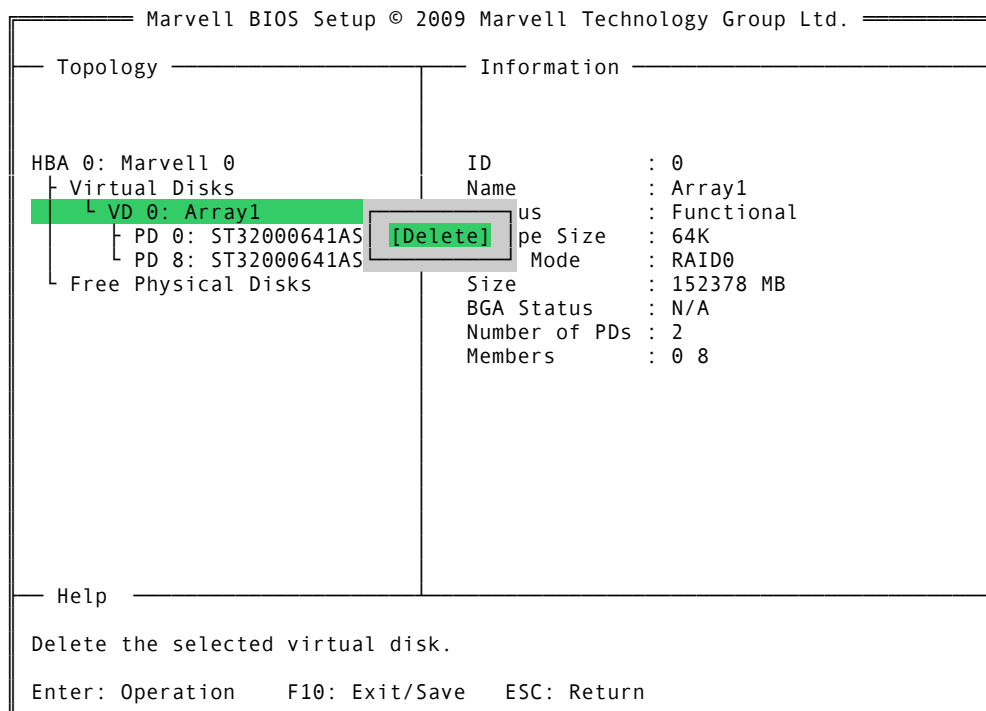 Marvell BIOS Setup © 2009 Marvell Technology Group Ltd.
Topology
Information
HBA 0: Marvell 0
Virtual Disks
VD 0: Array1
PD 0: ST32000641AS
PD 8: ST32000641AS
Free Physical Disks
[Delete]
ID : 0
Name : Array1
us : Functional
pe Size : 64K
Mode : RAID0
Size : 152378 MB
BGA Status : N/A
Number of PDs : 2
Members : 0 8
Help
Delete the selected virtual disk.
Enter: Operation F10: Exit/Save ESC: Return